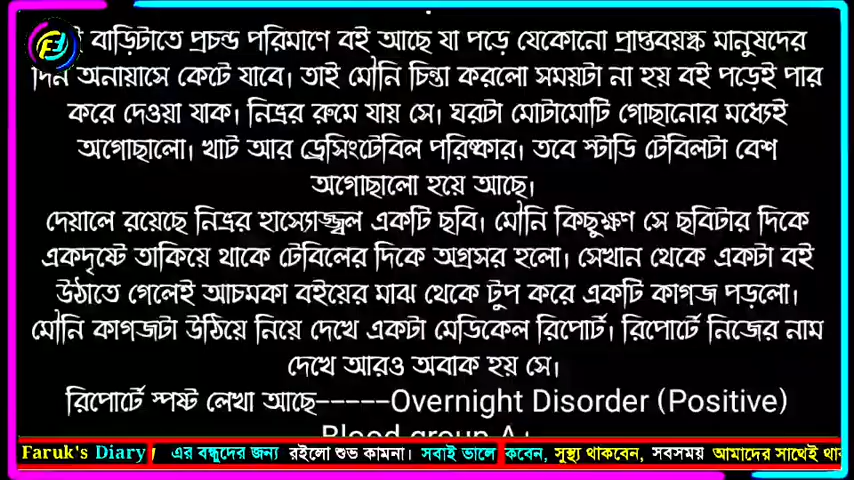 বাড়িটাতে প্রচন্ড পরিমাণে বই আছে যা পড়ে যেকোনো প্রাপ্তবয়স্ক মানুষদের
দিন অনায়াসে কেটে যাবে। তাই মৌনি চিন্তা করলো সময়টা না হয় বই পড়েই পার
করে দেওয়া যাক। নিভ্রর রুমে যায় সে। ঘরটা মোটামোটি গোছানোর মধ্যেই
অগোছালো। খাট আর ড্রেসিংটেবিল পরিষ্কার। তবে স্টাডি টেবিলটা বেশ
অগোছালো হয়ে আছে।
দেয়ালে রয়েছে নিভ্রর হাস্যোজ্জ্বল একটি ছবি। মৌনি কিছুক্ষণ সে ছবিটার দিকে
একদৃষ্টে তাকিয়ে থাকে টেবিলের দিকে অগ্রসর হলো। সেখান থেকে একটা বই
উঠাতে গেলেই আচমকা বইয়ের মাঝ থেকে টুপ করে একটি কাগজ পড়লো।
মৌনি কাগজটা উঠিয়ে নিয়ে দেখে একটা মেডিকেল রিপোর্ট। রিপোর্টে নিজের নাম
দেখে আরও অবাক হয় সে।
রিপোর্টে স্পষ্ট লেখা আছে-----Overnight Disorder (Positive)
Blood group A+
Faruk's Diary এর বন্ধুদের জন্য রইলো শুভ কামনা। সবাই ভালো কবেন, সুস্থ্য থাকবেন, সবসময় আমাদের সাথেই